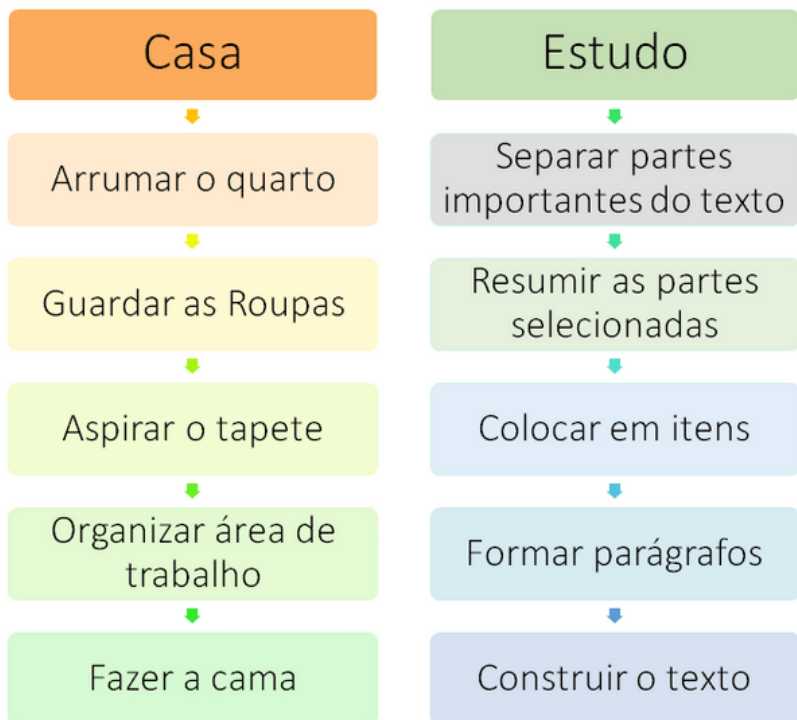 Casa
Arrumar o quarto
Guardar as Roupas
Aspirar o tapete
Organizar área de
trabalho
Fazer a cama
Estudo
Separar partes
importantes do texto
Resumir as partes
selecionadas
Colocar em itens
Formar parágrafos
Construir o texto